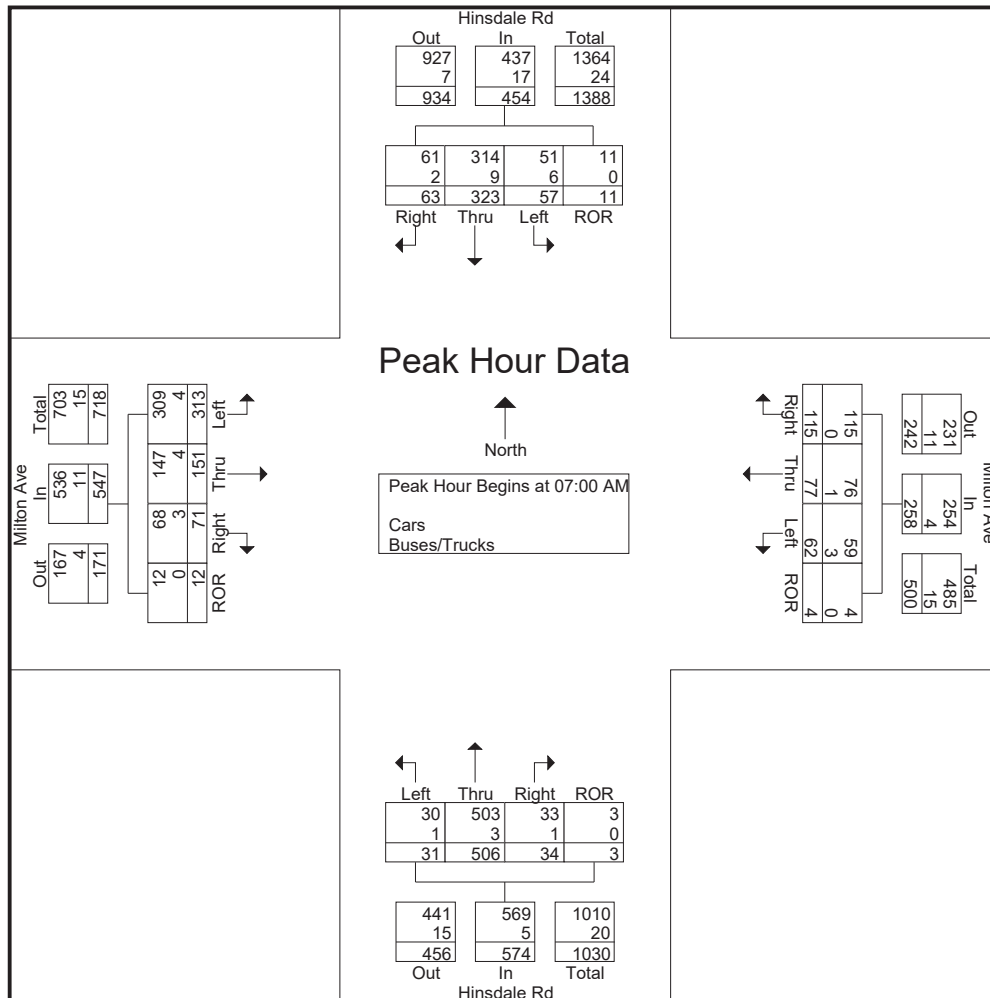 Hinsdale Rd
Out In Total
927 437 1364
7 17 24
934 454 1388
61 314 51 11
2 9 6 0
63 323 57 11
Right Thru Left ROR
Peak Hour Data
North
Peak Hour Begins at 07:00 AM
Cars
Buses/Trucks
Milton Ave
Out In Total
167 536 703
4 11 15
171 547 718
12 68 147 309
0 3 4 4
12 71 151 313
ROR Right Thru Left
Milton Ave
Out In Total
231 254 485
11 4 15
242 258 500
115 76 59 4
0 1 3 0
115 77 62 4
Right Thru Left ROR
Left Thru Right ROR
30 503 33 3
1 3 1 0
31 506 34 3
441 569 1010
15 5 20
456 574 1030
Out In Total
Hinsdale Rd